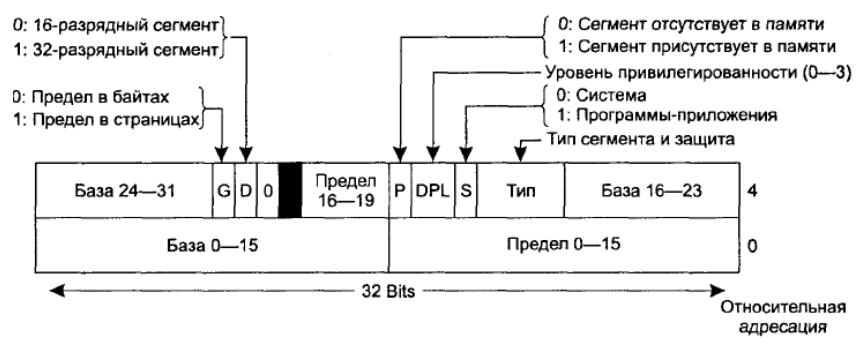 0: 16-разрядный сегмент
1: 32-разрядный сегмент
0: Предел в байтах
1: Предел в страницах
0: Сегмент отсутствует в памяти
1: Сегмент присутствует в памяти
Уровень привилегированности (0—3)
0: Система
1: Программы-приложения
Тип сегмента и защита
База 24—31
G
D
0
Предел
16—19
P
DPL
S
Тип
База 16—23
4
База 0—15
Предел 0—15
0
32 Bits
Относительная
адресация